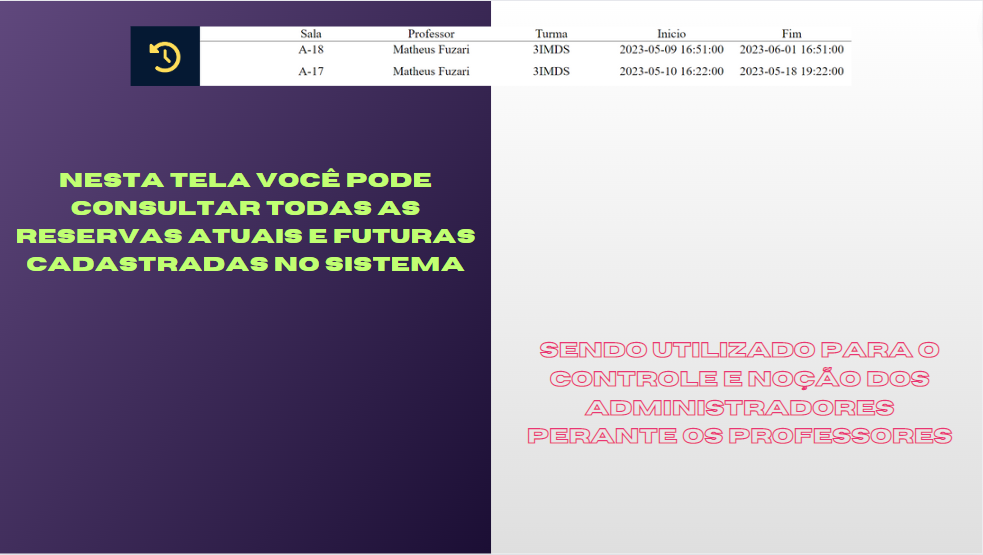 Sala Professor Turma Inicio Fim
A-18 Matheus Fuzari 3IMDS 2023-05-09 16:51:00 2023-06-01 16:51:00
A-17 Matheus Fuzari 3IMDS 2023-05-10 16:22:00 2023-05-18 19:22:00
NESTA TELA VOCÊ PODE
CONSULTAR TODAS AS
RESERVAS ATUAIS E FUTURAS
CADASTRADAS NO SISTEMA
SENDO UTILIZADO PARA O
CONTROLE E NOÇÃO DOS
ADMINISTRADORES
PERANTE OS PROFESSORES